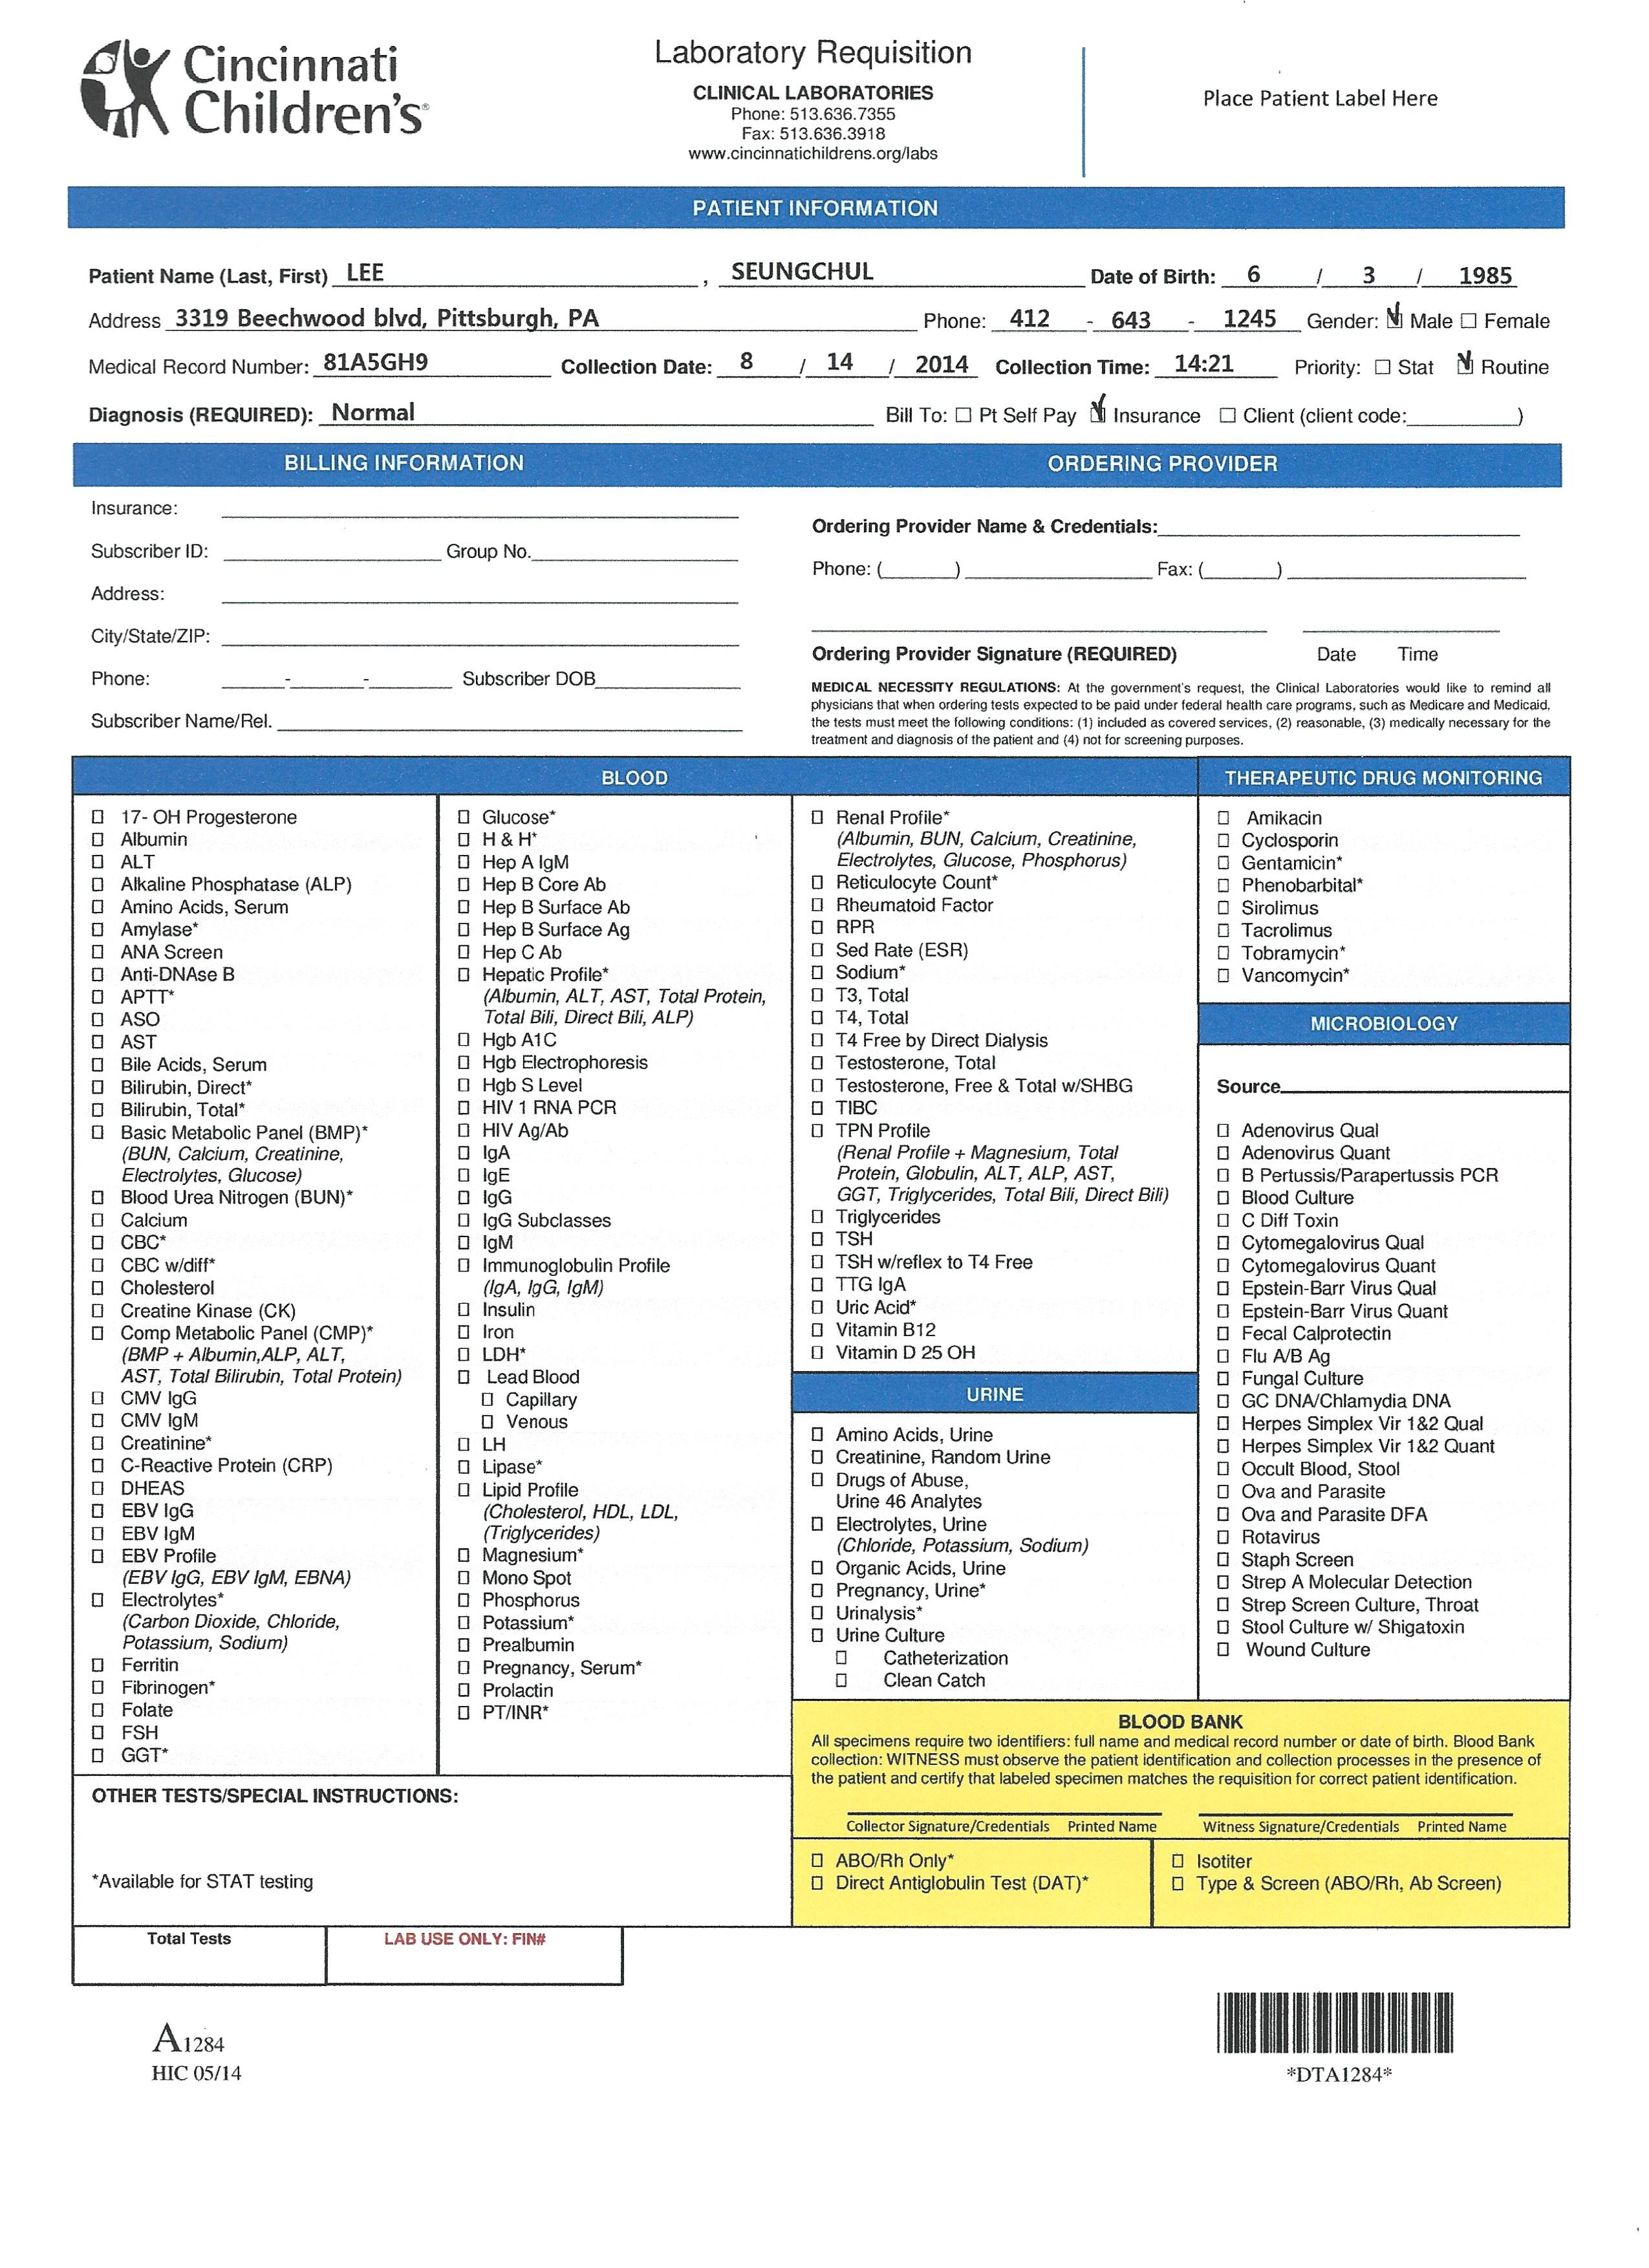 Cincinnati
Children's®
Laboratory Requisition
CLINICAL LABORATORIES
Phone: 513.636.7355
Fax: 513.636.3918
www.cincinnatichildrens.org/labs
Place Patient Label Here
PATIENT INFORMATION
Patient Name (Last, First) LEE , SEUNGCHUL Date of Birth: 6 / 3 / 1985
Address 3319 Beechwood blvd, Pittsburgh, PA Phone: 412 - 643 - 1245 Gender: Male Female
Medical Record Number: 81A5GH9 Collection Date: 8 / 14 / 2014 Collection Time: 14:21 Priority: Stat Routine
Diagnosis (REQUIRED): Normal Bill To: Pt Self Pay Insurance Client (client code: )
BILLING INFORMATION
Insurance:
Subscriber ID: Group No.
Address:
City/State/ZIP:
Phone: - - Subscriber DOB
Subscriber Name/Rel.
ORDERING PROVIDER
Ordering Provider Name & Credentials:
Phone: ( ) Fax: ( )
Ordering Provider Signature (REQUIRED) Date Time
MEDICAL NECESSITY REGULATIONS: At the government's request, the Clinical Laboratories would like to remind all
physicians that when ordering tests expected to be paid under federal health care programs, such as Medicare and Medicaid,
the tests must meet the following conditions: (1) included as covered services, (2) reasonable, (3) medically necessary for the
treatment and diagnosis of the patient and (4) not for screening purposes.
BLOOD
17- OH Progesterone
Albumin
ALT
Alkaline Phosphatase (ALP)
Amino Acids, Serum
Amylase*
ANA Screen
Anti-DNAse B
APTT*
ASO
AST
Bile Acids, Serum
Bilirubin, Direct*
Bilirubin, Total*
Basic Metabolic Panel (BMP)*
(BUN, Calcium, Creatinine,
Electrolytes, Glucose)
Blood Urea Nitrogen (BUN)*
Calcium
CBC*
CBC w/diff*
Cholesterol
Creatine Kinase (CK)
Comp Metabolic Panel (CMP)*
(BMP + Albumin,ALP, ALT,
AST, Total Bilirubin, Total Protein)
CMV IgG
CMV IgM
Creatinine*
C-Reactive Protein (CRP)
DHEAS
EBV IgG
EBV IgM
EBV Profile
(EBV IgG, EBV IgM, EBNA)
Electrolytes*
(Carbon Dioxide, Chloride,
Potassium, Sodium)
Ferritin
Fibrinogen*
Folate
FSH
GGT*
Glucose*
H & H*
Hep A IgM
Hep B Core Ab
Hep B Surface Ab
Hep B Surface Ag
Hep C Ab
Hepatic Profile*
(Albumin, ALT, AST, Total Protein,
Total Bili, Direct Bili, ALP)
Hgb A1C
Hgb Electrophoresis
Hgb S Level
HIV 1 RNA PCR
HIV Ag/Ab
IgA
IgE
IgG
IgG Subclasses
IgM
Immunoglobulin Profile
(IgA, IgG, IgM)
Insulin
Iron
LDH*
Lead Blood
Capillary
Venous
LH
Lipase*
Lipid Profile
(Cholesterol, HDL, LDL,
(Triglycerides)
Magnesium*
Mono Spot
Phosphorus
Potassium*
Prealbumin
Pregnancy, Serum*
Prolactin
PT/INR*
Renal Profile*
(Albumin, BUN, Calcium, Creatinine,
Electrolytes, Glucose, Phosphorus)
Reticulocyte Count*
Rheumatoid Factor
RPR
Sed Rate (ESR)
Sodium*
T3, Total
T4, Total
T4 Free by Direct Dialysis
Testosterone, Total
Testosterone, Free & Total w/SHBG
TIBC
TPN Profile
(Renal Profile + Magnesium, Total
Protein, Globulin, ALT, ALP, AST,
GGT, Triglycerides, Total Bili, Direct Bili)
Triglycerides
TSH
TSH w/reflex to T4 Free
TTG IgA
Uric Acid*
Vitamin B12
Vitamin D 25 OH
URINE
Amino Acids, Urine
Creatinine, Random Urine
Drugs of Abuse,
Urine 46 Analytes
Electrolytes, Urine
(Chloride, Potassium, Sodium)
Organic Acids, Urine
Pregnancy, Urine*
Urinalysis*
Urine Culture
Catheterization
Clean Catch
THERAPEUTIC DRUG MONITORING
Amikacin
Cyclosporin
Gentamicin*
Phenobarbital*
Sirolimus
Tacrolimus
Tobramycin*
Vancomycin*
MICROBIOLOGY
Source
Adenovirus Qual
Adenovirus Quant
B Pertussis/Parapertussis PCR
Blood Culture
C Diff Toxin
Cytomegalovirus Qual
Cytomegalovirus Quant
Epstein-Barr Virus Qual
Epstein-Barr Virus Quant
Fecal Calprotectin
Flu A/B Ag
Fungal Culture
GC DNA/Chlamydia DNA
Herpes Simplex Vir 1&2 Qual
Herpes Simplex Vir 1&2 Quant
Occult Blood, Stool
Ova and Parasite
Ova and Parasite DFA
Rotavirus
Staph Screen
Strep A Molecular Detection
Strep Screen Culture, Throat
Stool Culture w/ Shigatoxin
Wound Culture
BLOOD BANK
All specimens require two identifiers: full name and medical record number or date of birth. Blood Bank
collection: WITNESS must observe the patient identification and collection processes in the presence of
the patient and certify that labeled specimen matches the requisition for correct patient identification.
Collector Signature/Credentials Printed Name Witness Signature/Credentials Printed Name
ABO/Rh Only*
Direct Antiglobulin Test (DAT)*
Isotiter
Type & Screen (ABO/Rh, Ab Screen)
OTHER TESTS/SPECIAL INSTRUCTIONS:
*Available for STAT testing
Total Tests
LAB USE ONLY: FIN#
A1284
HIC 05/14
*DTA1284*